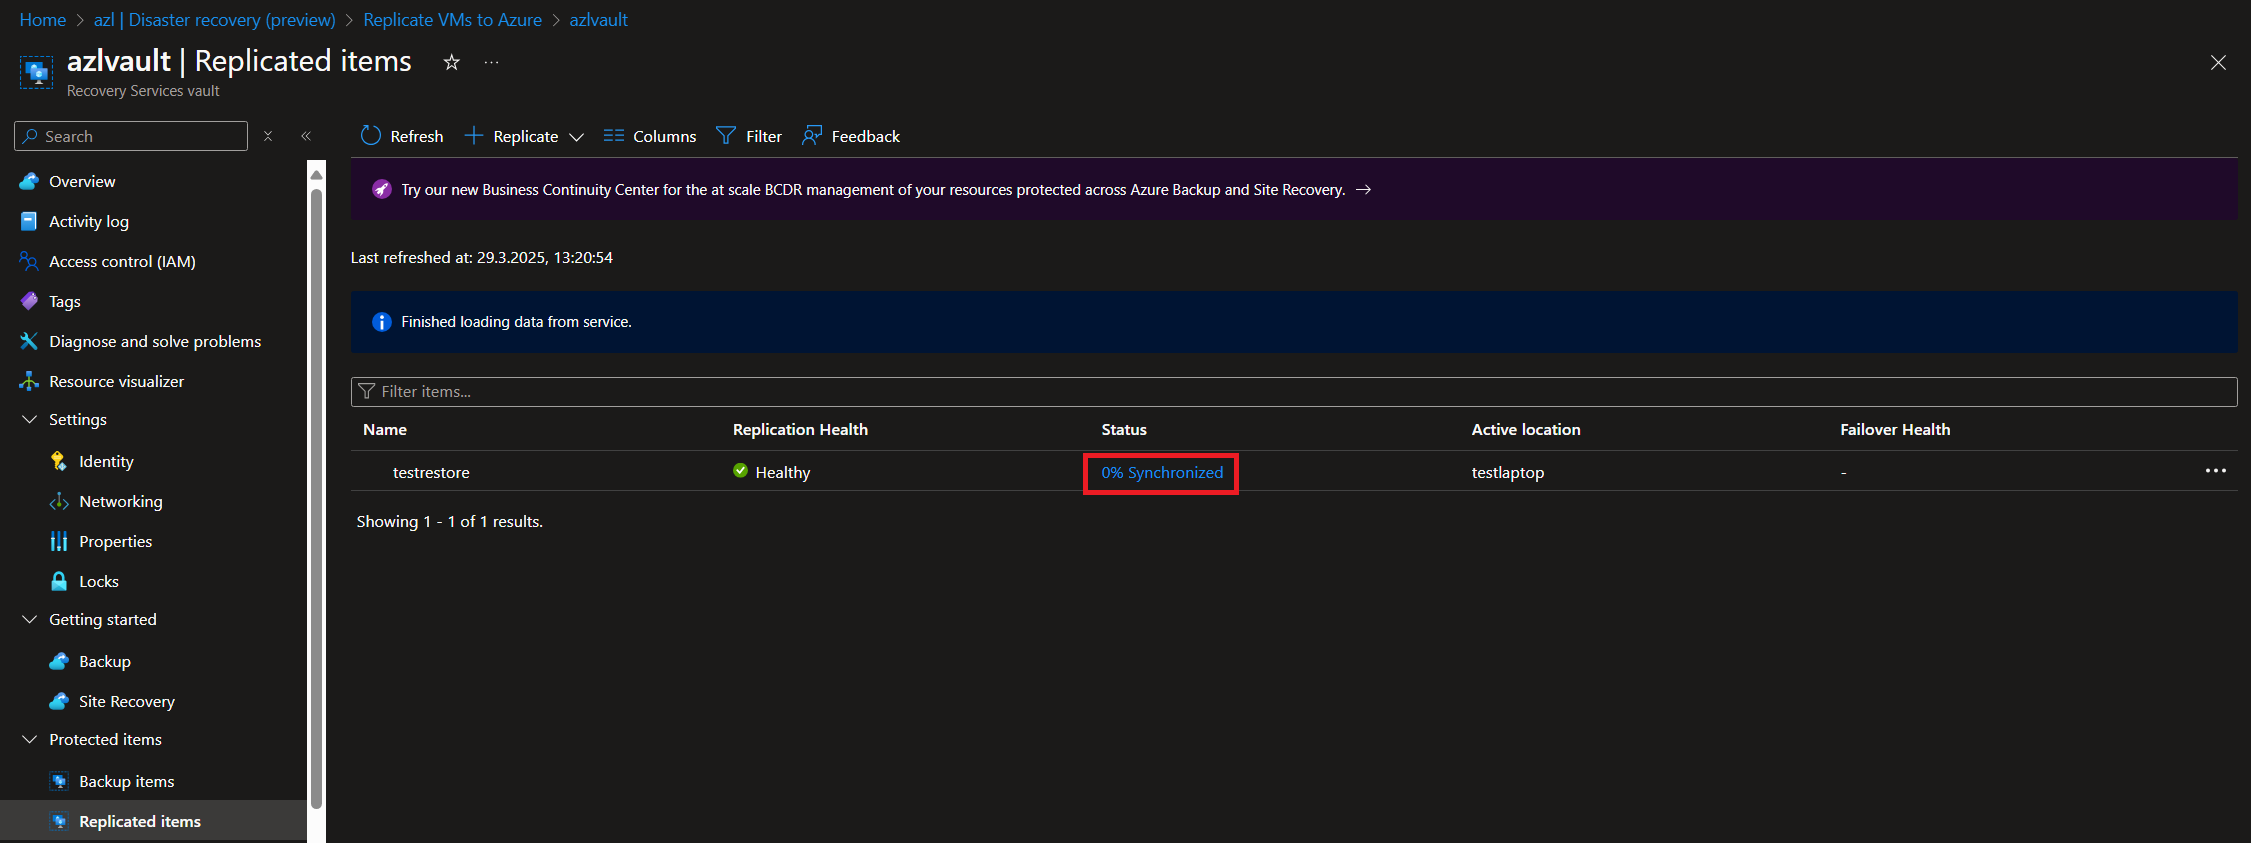 Home > azl | Disaster recovery (preview) > Replicate VMs to Azure > azlvault
azlvault | Replicated items
Recovery Services vault
Search
Overview
Activity log
Access control (IAM)
Tags
Diagnose and solve problems
Resource visualizer
Settings
Identity
Networking
Properties
Locks
Getting started
Backup
Site Recovery
Protected items
Backup items
Replicated items
Refresh Replicate Columns Filter Feedback
Try our new Business Continuity Center for the at scale BCDR management of your resources protected across Azure Backup and Site Recovery. →
Last refreshed at: 29.3.2025, 13:20:54
Finished loading data from service.
Filter items...
Name Replication Health Status Active location Failover Health
testrestore Healthy 0% Synchronized testlaptop -
Showing 1 - 1 of 1 results.